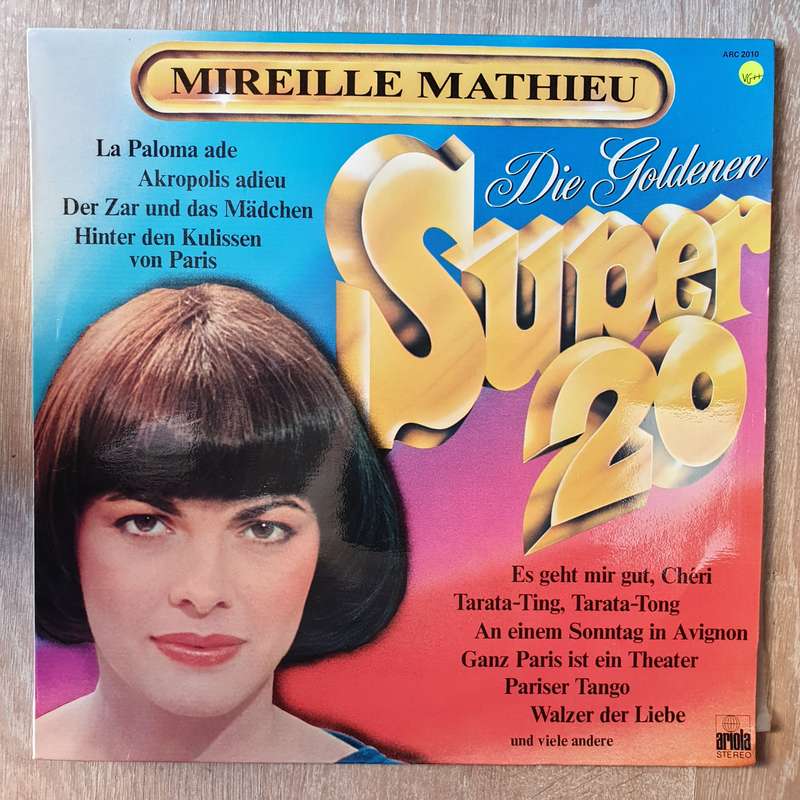 ARC 2010
VG++
MIREILLE MATHIEU
La Paloma ade
Akropolis adieu
Der Zar und das Mädchen
Hinter den Kulissen
von Paris
Die Goldenen
Super
20
Es geht mir gut, Chéri
Tarata-Ting, Tarata-Tong
An einem Sonntag in Avignon
Ganz Paris ist ein Theater
Pariser Tango
Walzer der Liebe
und viele andere
ariola
STEREO